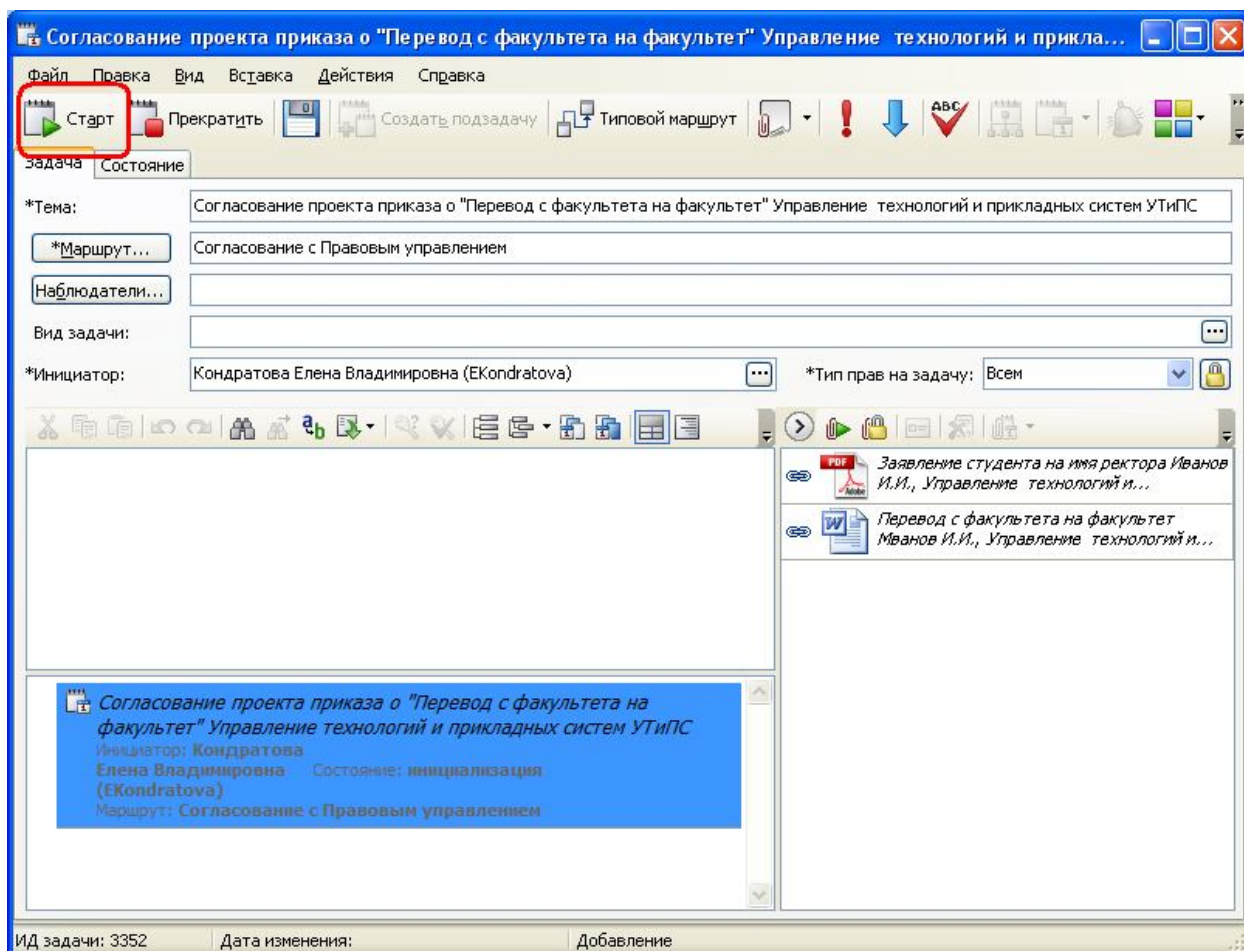 Согласование проекта приказа о "Перевод с факультета на факультет" Управление технологий и прикла...
Файл Правка Вид Вставка Действия Справка
Старт Прекратить Создать подзадачу Типовой маршрут ABC
Задача Состояние
*Тема: Согласование проекта приказа о "Перевод с факультета на факультет" Управление технологий и прикладных систем УТиПС
*Маршрут... Согласование с Правовым управлением
Наблюдатели...
Вид задачи: ...
*Инициатор: Кондратова Елена Владимировна (EKondratova) ... *Тип прав на задачу: Всем
PDF Заявление студента на имя ректора Иванов
Adobe И.И., Управление технологий и...
W Перевод с факультета на факультет
Мванов И.И., Управление технологий и...
Согласование проекта приказа о "Перевод с факультета на
факультет" Управление технологий и прикладных систем УТиПС
Инициатор: Кондратова
Елена Владимировна Состояние: инициализация
(EKondratova)
Маршрут: Согласование с Правовым управлением
ИД задачи: 3352 Дата изменения: Добавление